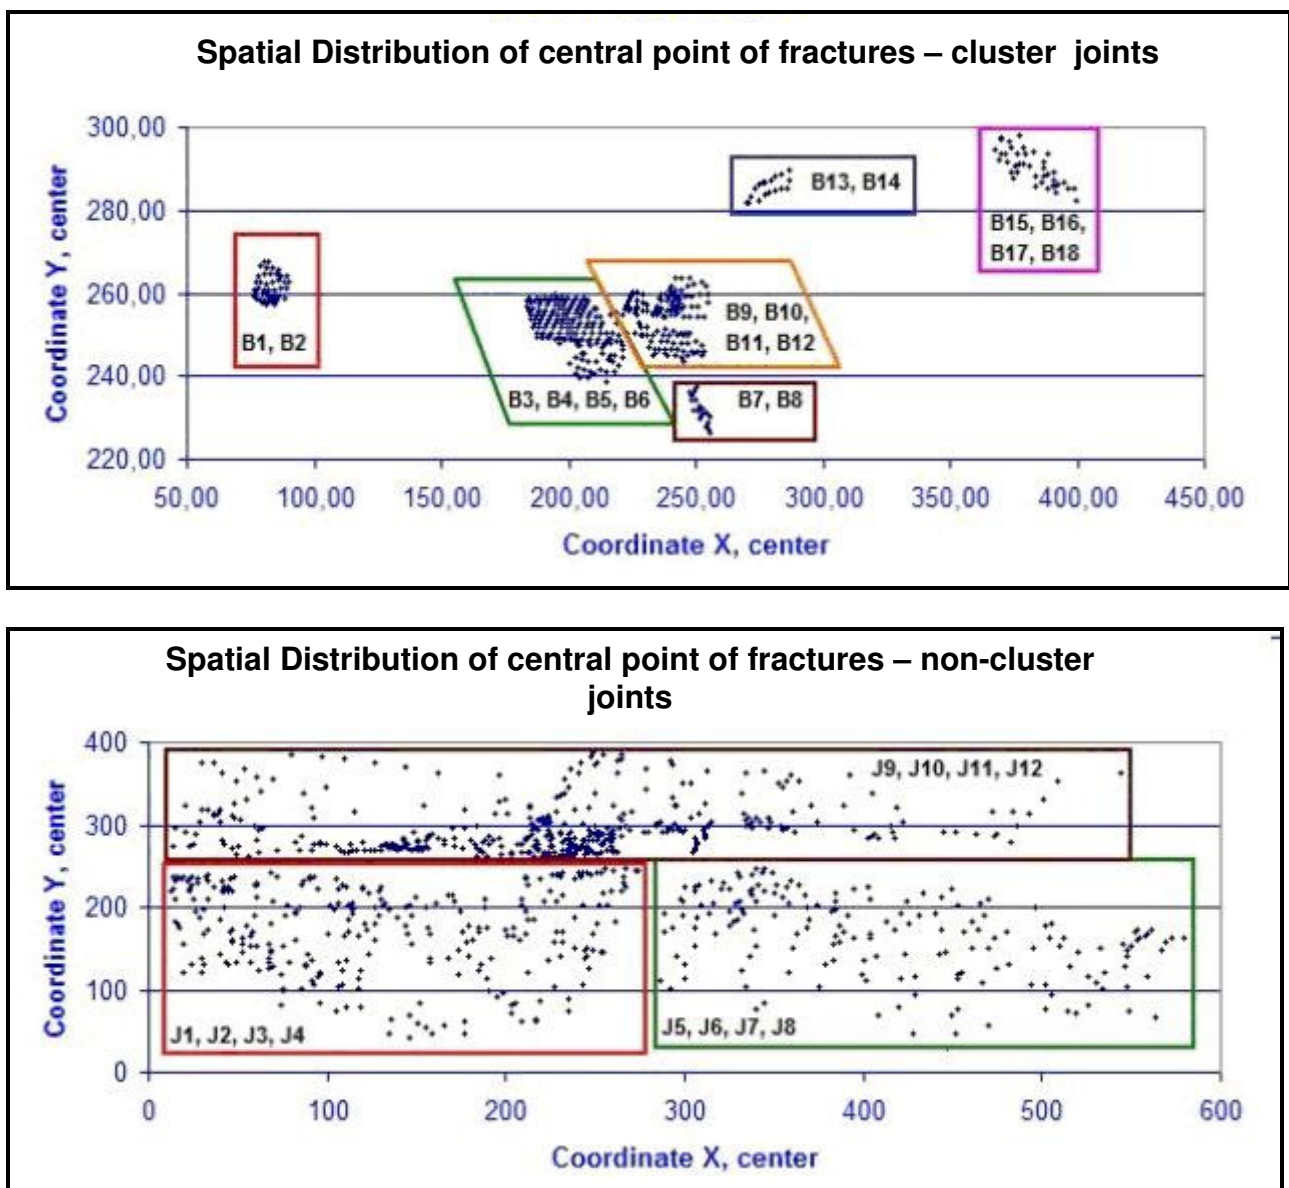 Spatial Distribution of central point of fractures – cluster joints
300,00
280,00
260,00
240,00
220,00
Coordinate Y, center
B1, B2
B3, B4, B5, B6
B9, B10,
B11, B12
B7, B8
B13, B14
B15, B16,
B17, B18
50,00 100,00 150,00 200,00 250,00 300,00 350,00 400,00 450,00
Coordinate X, center
Spatial Distribution of central point of fractures – non-cluster
joints
400
300
200
100
0
Coordinate Y, center
J9, J10, J11, J12
J1, J2, J3, J4
J5, J6, J7, J8
0 100 200 300 400 500 600
Coordinate X, center